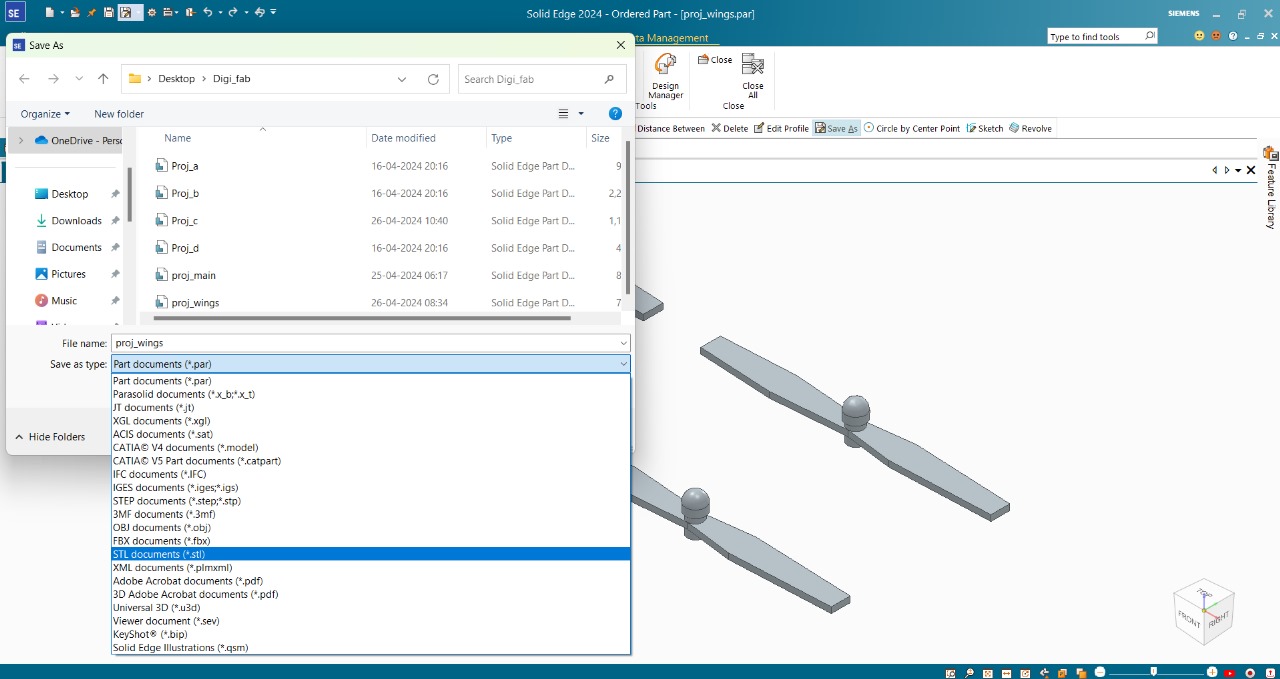 SE
Solid Edge 2024 - Ordered Part - [proj_wings.par]
SIEMENS
SE Save As
ta Management
Type to find tools
Desktop
Digi_fab
Search Digi_fab
Close
Design
Manager
Close
All
Tools
Close
Organize
New folder
Distance Between Delete Edit Profile Save As Circle by Center Point Sketch Revolve
Name Date modified Type Size
OneDrive - Perso
Desktop
Downloads
Documents
Pictures
Music
Proj_a 16-04-2024 20:16 Solid Edge Part D... 9
Proj_b 16-04-2024 20:16 Solid Edge Part D... 2,2
Proj_c 26-04-2024 10:40 Solid Edge Part D... 1,1
Proj_d 16-04-2024 20:16 Solid Edge Part D... 4
proj_main 25-04-2024 06:17 Solid Edge Part D... 8
proj_wings 26-04-2024 08:34 Solid Edge Part D... 7
Feature Library
File name: proj_wings
Save as type: Part documents (*.par)
Part documents (*.par)
Parasolid documents (*.x_b;*.x_t)
JT documents (*.jt)
XGL documents (*.xgl)
ACIS documents (*.sat)
CATIA© V4 documents (*.model)
CATIA© V5 Part documents (*.catpart)
IFC documents (*.IFC)
IGES documents (*.iges;*.igs)
STEP documents (*.step;*.stp)
3MF documents (*.3mf)
OBJ documents (*.obj)
FBX documents (*.fbx)
STL documents (*.stl)
XML documents (*.plmxml)
Adobe Acrobat documents (*.pdf)
3D Adobe Acrobat documents (*.pdf)
Universal 3D (*.u3d)
Viewer document (*.sev)
KeyShot® (*.bip)
Solid Edge Illustrations (*.qsm)
Hide Folders
TOP
FRONT
RIGHT